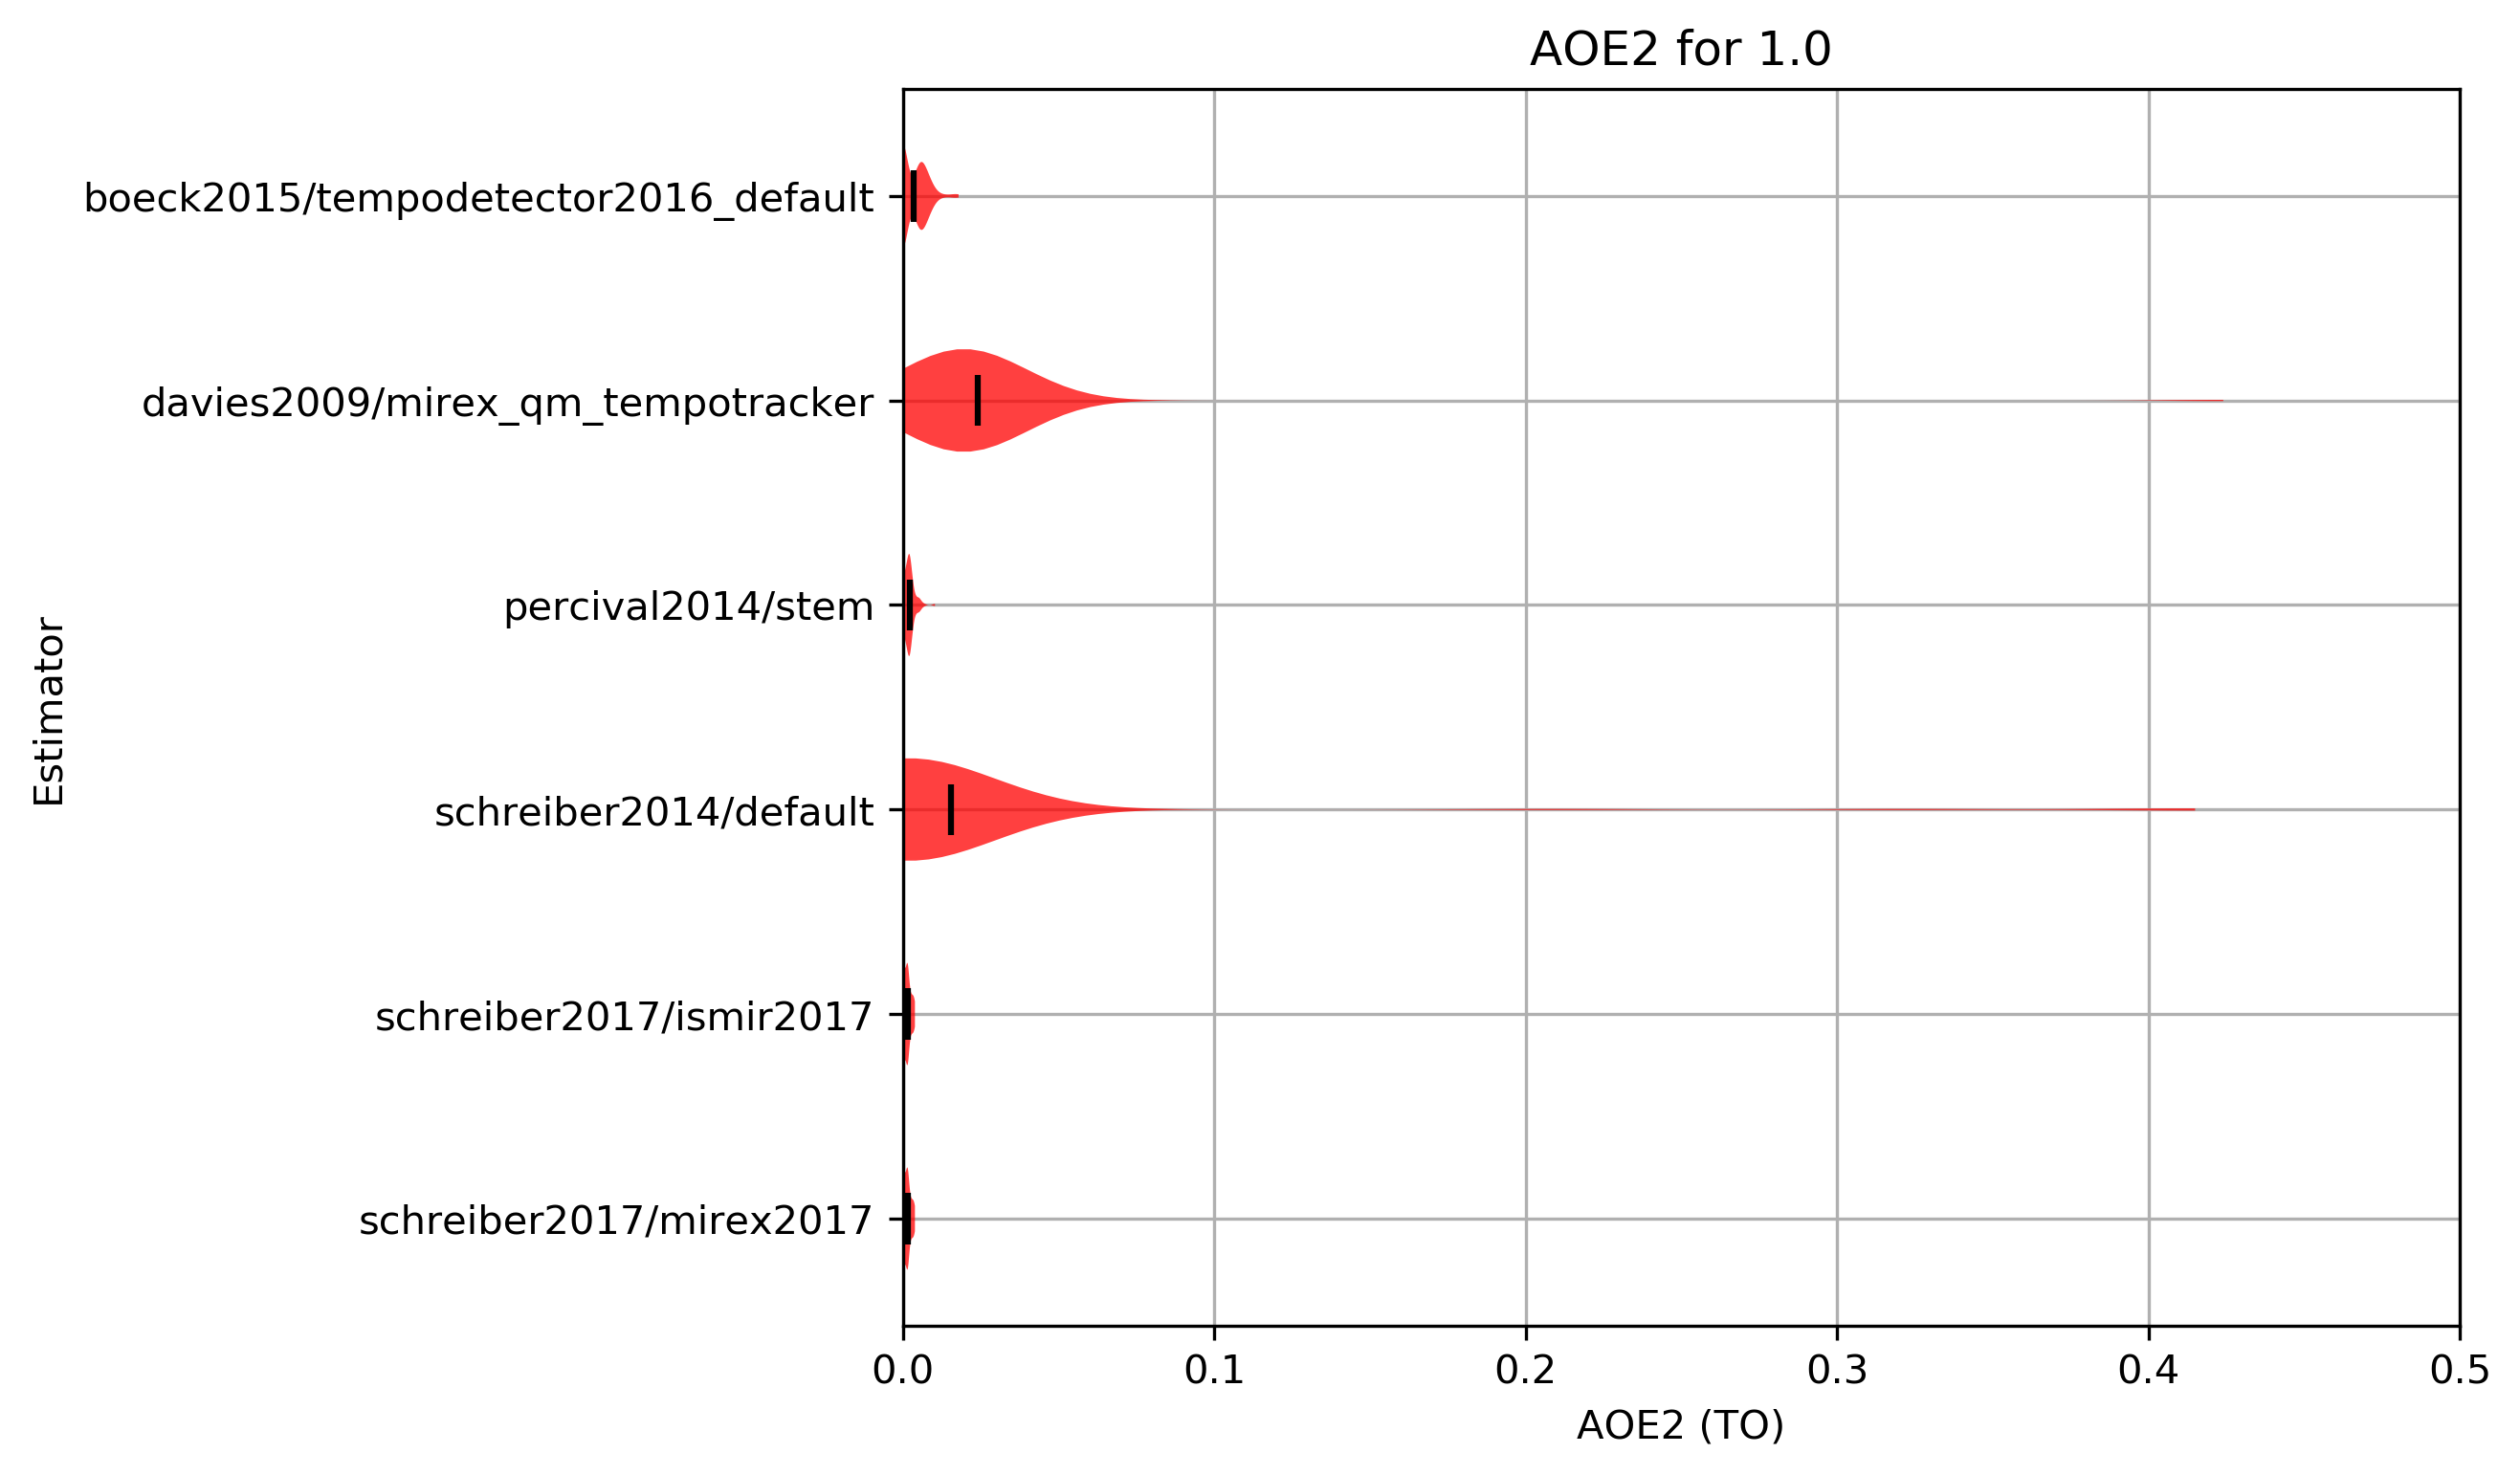 AOE2 for 1.0
boeck2015/tempodetector2016_default
davies2009/mirex_qm_tempotracker
percival2014/stem
schreiber2014/default
schreiber2017/ismir2017
schreiber2017/mirex2017
Estimator
0.0 0.1 0.2 0.3 0.4 0.5
AOE2 (TO)